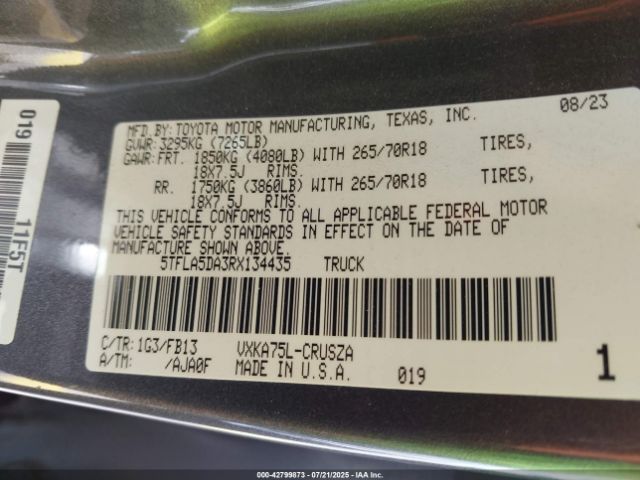 019
11F5T
MFD.BY:TOYOTA MOTOR MANUFACTURING, TEXAS, INC. 08/23
GVWR:3295KG (7265LB)
GAWR:FRT. 1850KG (4080LB) WITH 265/70R18 TIRES,
18X7.5J RIMS.
RR. 1750KG (3860LB) WITH 265/70R18 TIRES,
18X7.5J RIMS.
THIS VEHICLE CONFORMS TO ALL APPLICABLE FEDERAL MOTOR
VEHICLE SAFETY STANDARDS IN EFFECT ON THE DATE OF
MANUFACTURE SHOWN ABOVE.
5TFLA5DA3RX134435 TRUCK
C/TR: 1G3/FB13 VXKA75L-CRUSZA
A/TM: /AJA0F MADE IN U.S.A. 019 1
000-42799873 | 07/21/2025 - IAA Inc.